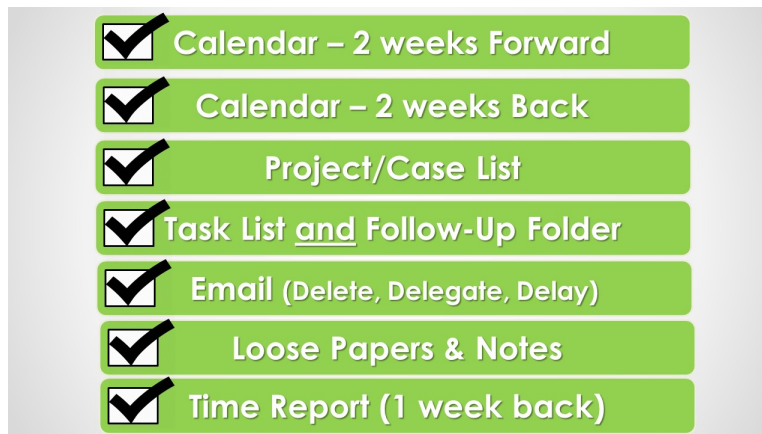 Calendar – 2 weeks Forward
Calendar – 2 weeks Back
Project/Case List
Task List and Follow-Up Folder
Email (Delete, Delegate, Delay)
Loose Papers & Notes
Time Report (1 week back)